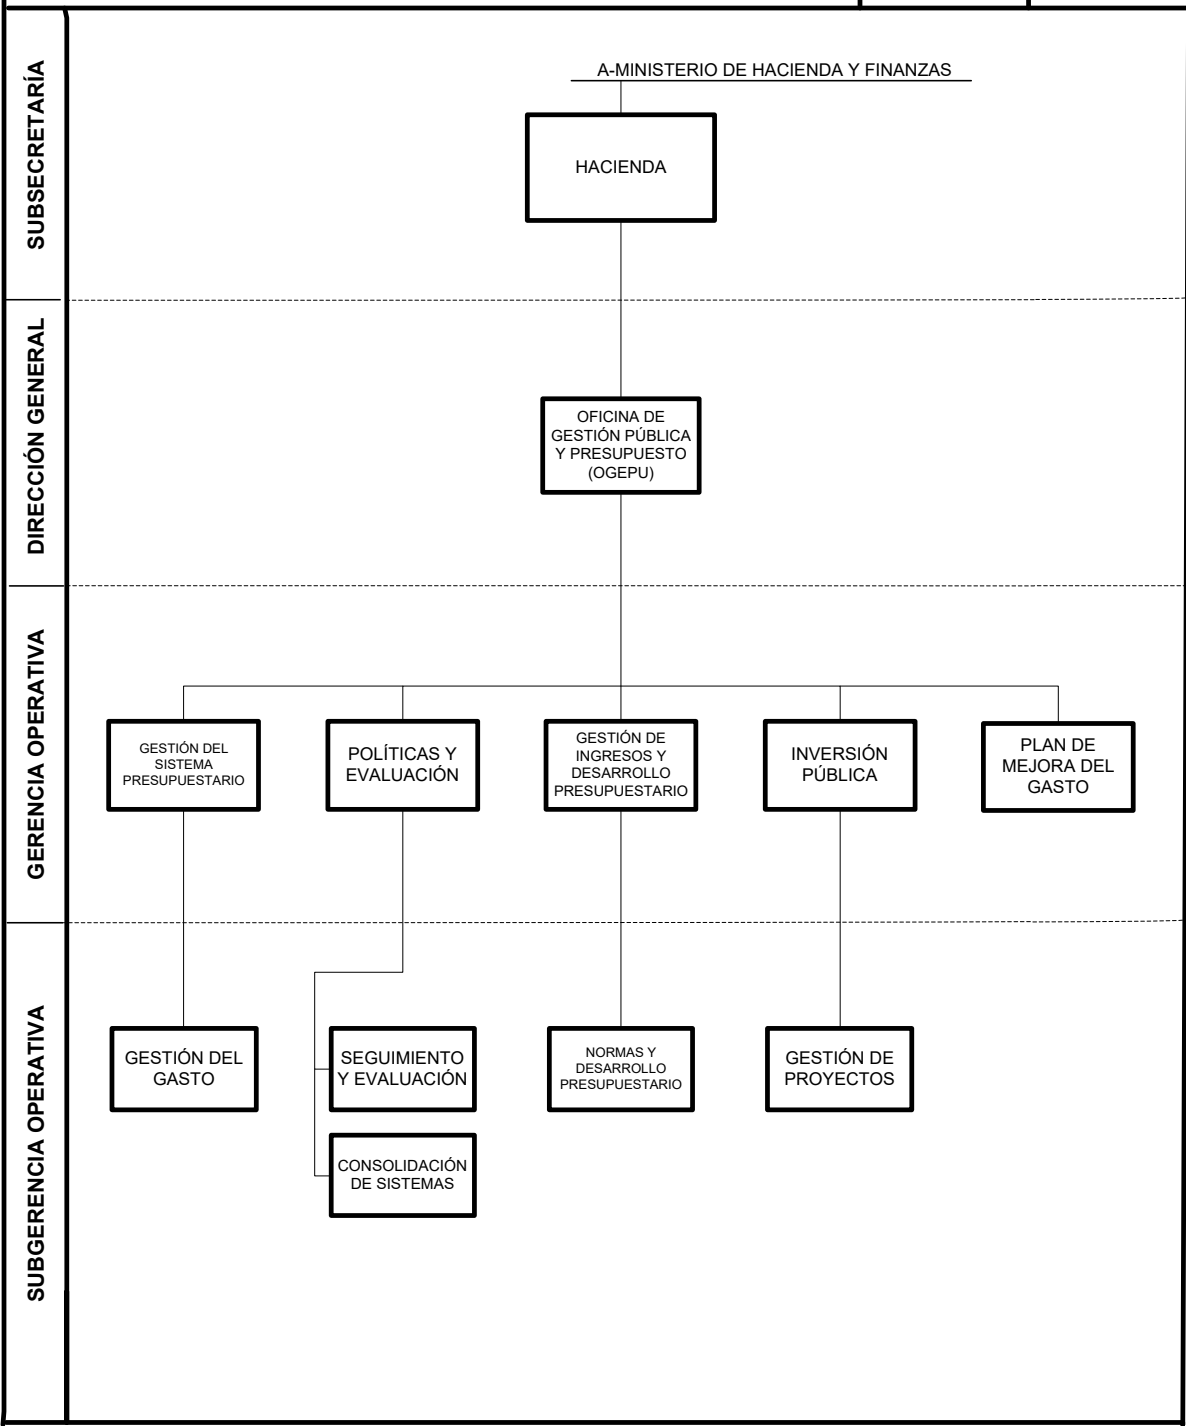 SUBSECRETARÍA
A-MINISTERIO DE HACIENDA Y FINANZAS
HACIENDA
DIRECCIÓN GENERAL
OFICINA DE
GESTIÓN PÚBLICA
Y PRESUPUESTO
(OGEPU)
GERENCIA OPERATIVA
GESTIÓN DEL
SISTEMA
PRESUPUESTARIO
POLÍTICAS Y
EVALUACIÓN
GESTIÓN DE
INGRESOS Y
DESARROLLO
PRESUPUESTARIO
INVERSIÓN
PÚBLICA
PLAN DE
MEJORA DEL
GASTO
SUBGERENCIA OPERATIVA
GESTIÓN DEL
GASTO
SEGUIMIENTO
Y EVALUACIÓN
NORMAS Y
DESARROLLO
PRESUPUESTARIO
GESTIÓN DE
PROYECTOS
CONSOLIDACIÓN
DE SISTEMAS